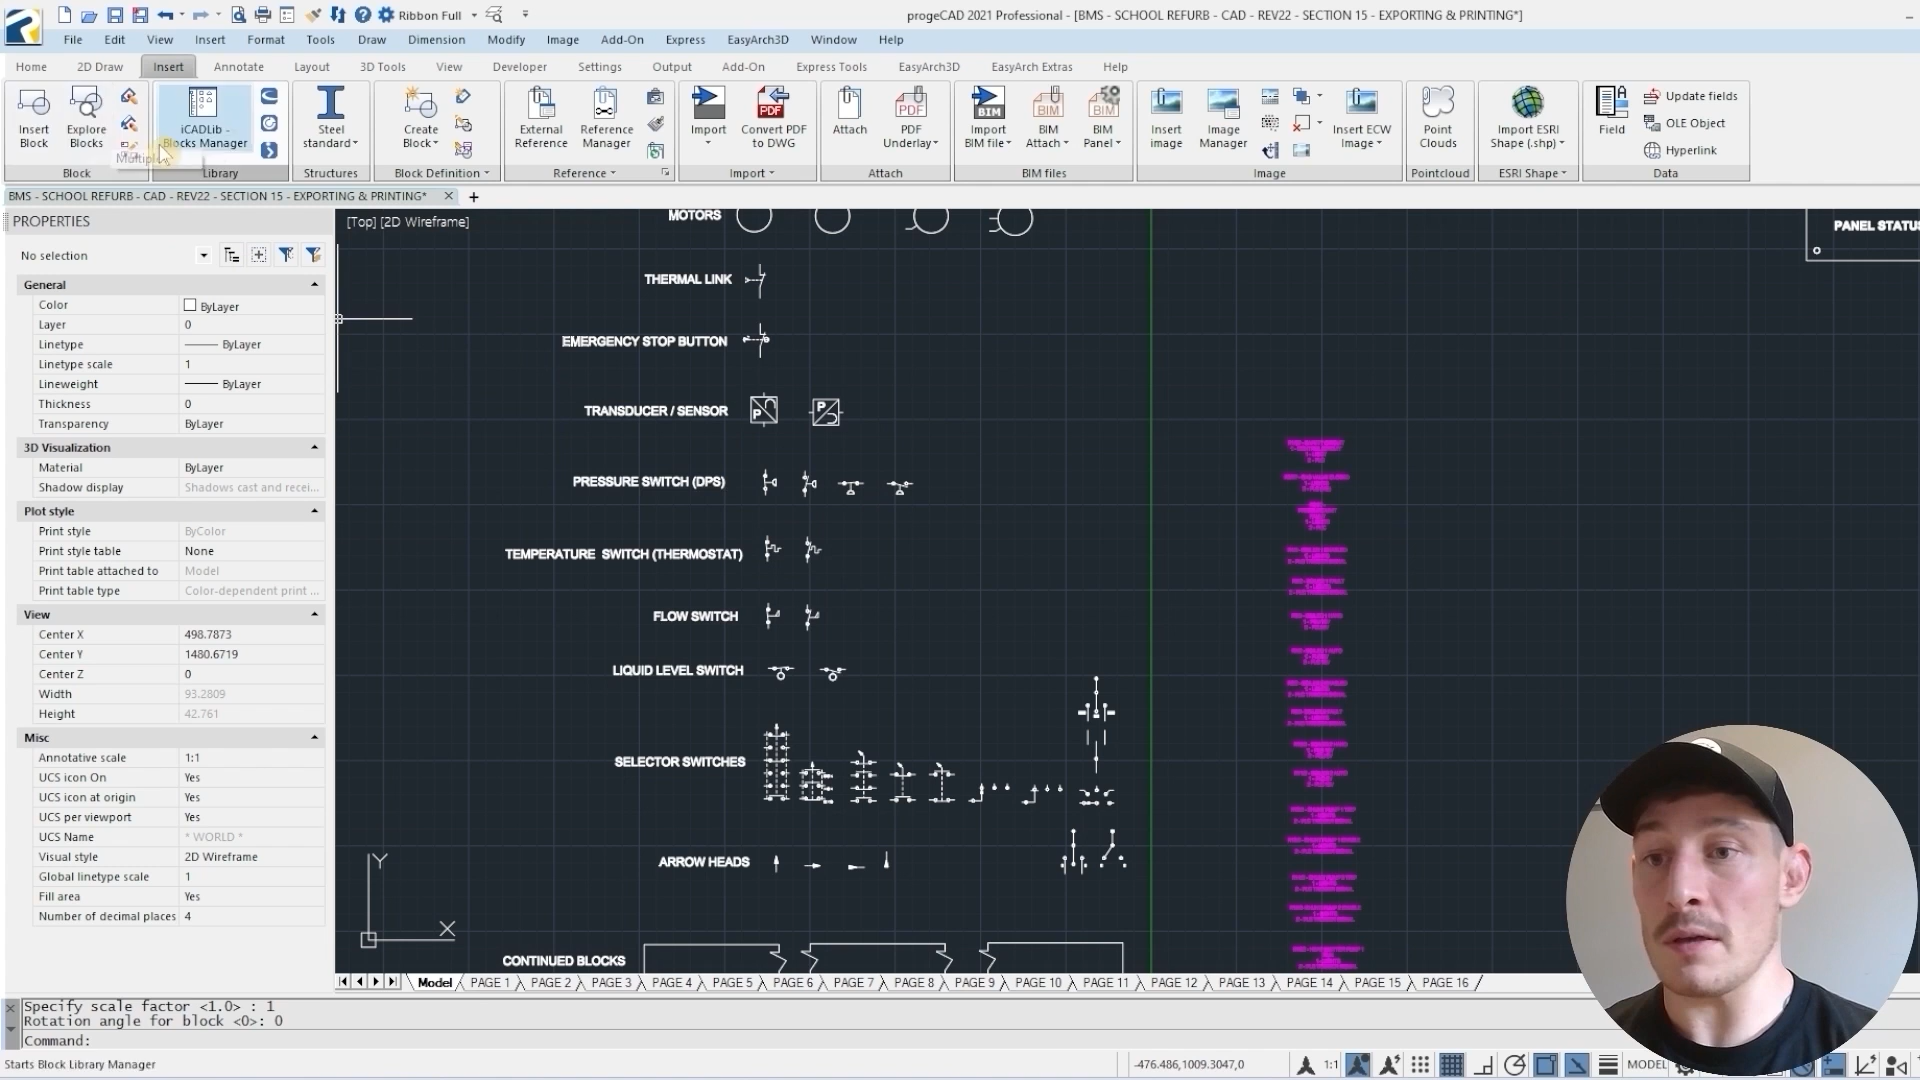 Ribbon Full
progeCAD 2021 Professional - [BMS - SCHOOL REFURB - CAD - REV22 - SECTION 15 - EXPORTING & PRINTING*]
File Edit View Insert Format Tools Draw Dimension Modify Image Add-On Express EasyArch3D Window Help
Home 2D Draw Insert Annotate Layout 3D Tools View Developer Settings Output Add-On Express Tools EasyArch3D EasyArch Extras Help
Insert Block
Explore Blocks
iCADLib - Blocks Manager
Steel standard
Create Block
External Reference
Reference Manager
Import
Convert PDF to DWG
Attach
PDF Underlay
Import BIM file
BIM Attach
BIM Panel
Insert image
Image Manager
Insert ECW Image
Point Clouds
Import ESRI Shape (.shp)
Field
Update fields
OLE Object
Hyperlink
Block Library Structures Block Definition Reference Import Attach BIM files Image Pointcloud ESRI Shape Data
BMS - SCHOOL REFURB - CAD - REV22 - SECTION 15 - EXPORTING & PRINTING*
PROPERTIES
No selection
General
Color ByLayer
Layer 0
Linetype ByLayer
Linetype scale 1
Lineweight ByLayer
Thickness 0
Transparency ByLayer
3D Visualization
Material ByLayer
Shadow display Shadows cast and recei...
Plot style
Print style ByColor
Print style table None
Print table attached to Model
Print table type Color-dependent print ...
View
Center X 498.7873
Center Y 1480.6719
Center Z 0
Width 93.2809
Height 42.761
Misc
Annotative scale 1:1
UCS icon On Yes
UCS icon at origin Yes
UCS per viewport Yes
UCS Name * WORLD *
Visual style 2D Wireframe
Global linetype scale 1
Fill area Yes
Number of decimal places 4
[Top] [2D Wireframe]
MOTORS
THERMAL LINK
EMERGENCY STOP BUTTON
TRANSDUCER / SENSOR
P P
PRESSURE SWITCH (DPS)
TEMPERATURE SWITCH (THERMOSTAT)
FLOW SWITCH
LIQUID LEVEL SWITCH
SELECTOR SWITCHES
ARROW HEADS
CONTINUED BLOCKS
PANEL STATUS
Y
X
Model PAGE 1 PAGE 2 PAGE 3 PAGE 4 PAGE 5 PAGE 6 PAGE 7 PAGE 8 PAGE 9 PAGE 10 PAGE 11 PAGE 12 PAGE 13 PAGE 14 PAGE 15 PAGE 16
Specify scale factor <1.0> : 1
Rotation angle for block <0>: 0
Command:
Starts Block Library Manager
-476.486,1009.3047,0
1:1
MODEL